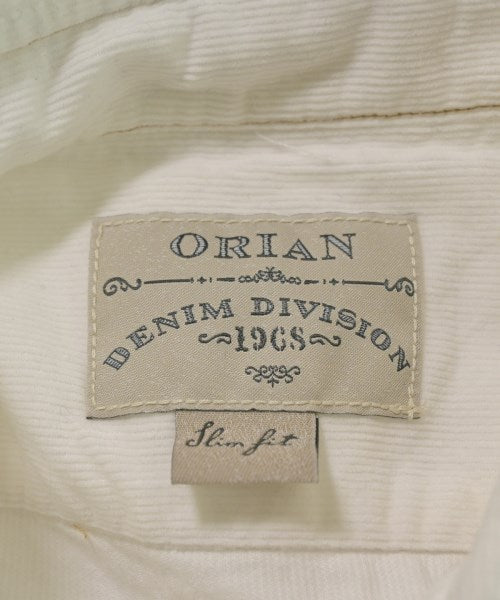 ORIAN
DENIM DIVISION
1968
Slim fit